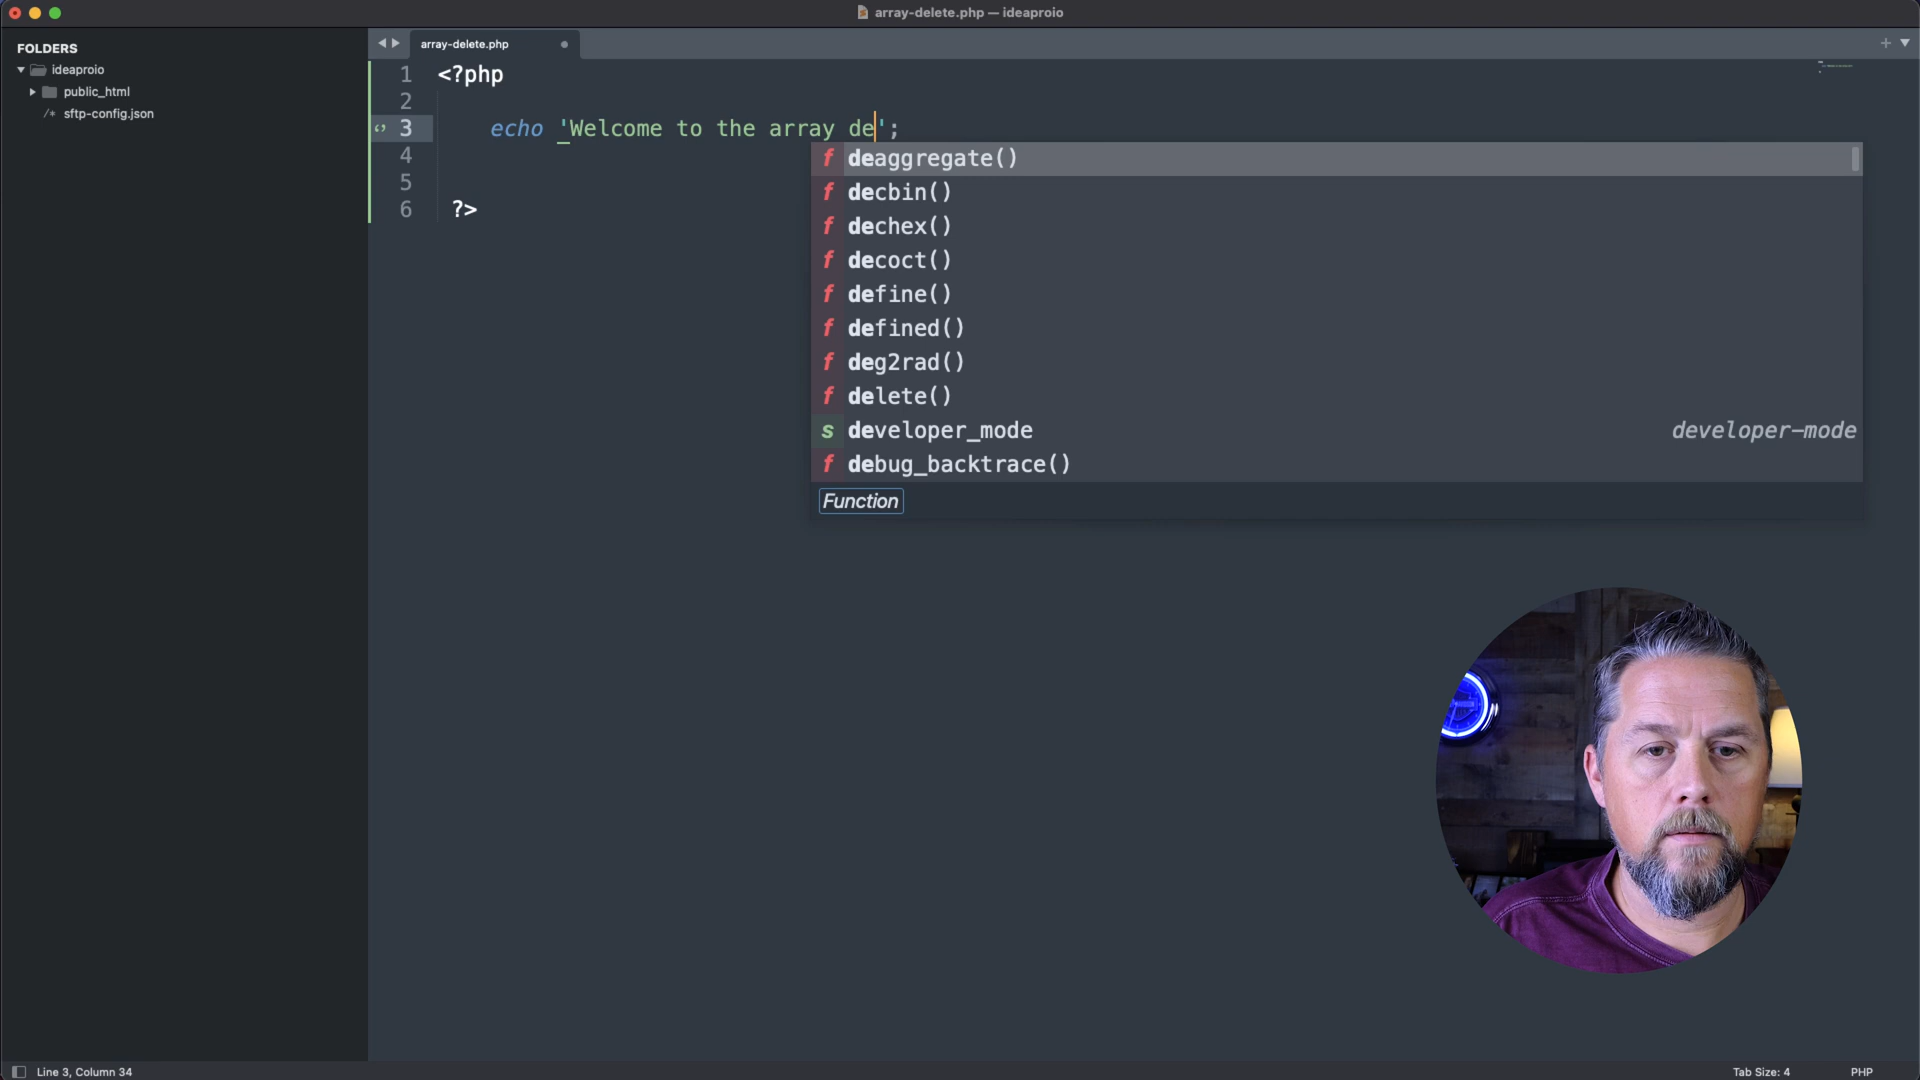 array-delete.php — ideaproio
FOLDERS
ideaproio
public_html
/* sftp-config.json
array-delete.php
1 <?php
2
3 echo 'Welcome to the array de';
4
5
6 ?>
f deaggregate()
f decbin()
f dechex()
f decoct()
f define()
f defined()
f deg2rad()
f delete()
s developer_mode developer-mode
f debug_backtrace()
Function
Line 3, Column 34
Tab Size: 4
PHP